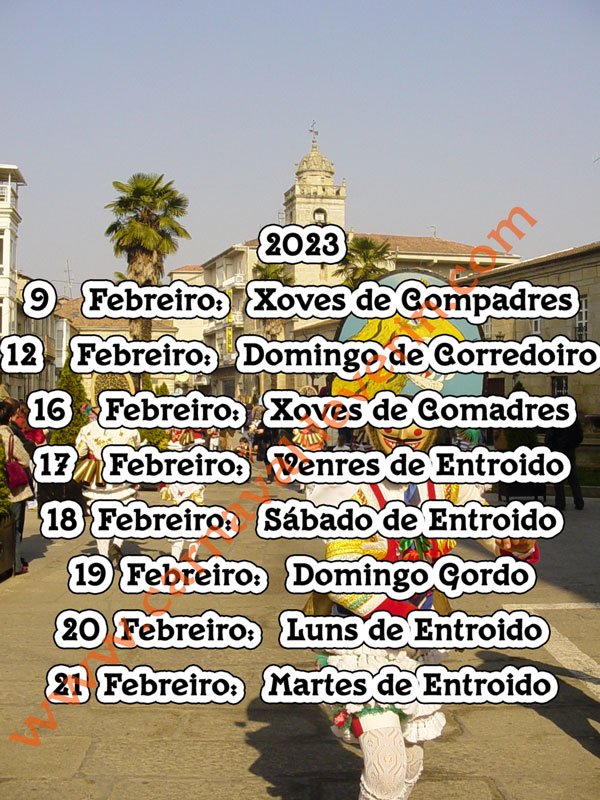 2023
9 Febreiro: Xoves de Compadres
12 Febreiro: Domingo de Corredoiro
16 Febreiro: Xoves de Comadres
17 Febreiro: Venres de Entroido
18 Febreiro: Sábado de Entroido
19 Febreiro: Domingo Gordo
20 Febreiro: Luns de Entroido
21 Febreiro: Martes de Entroido
www.carnavaldeverin.com